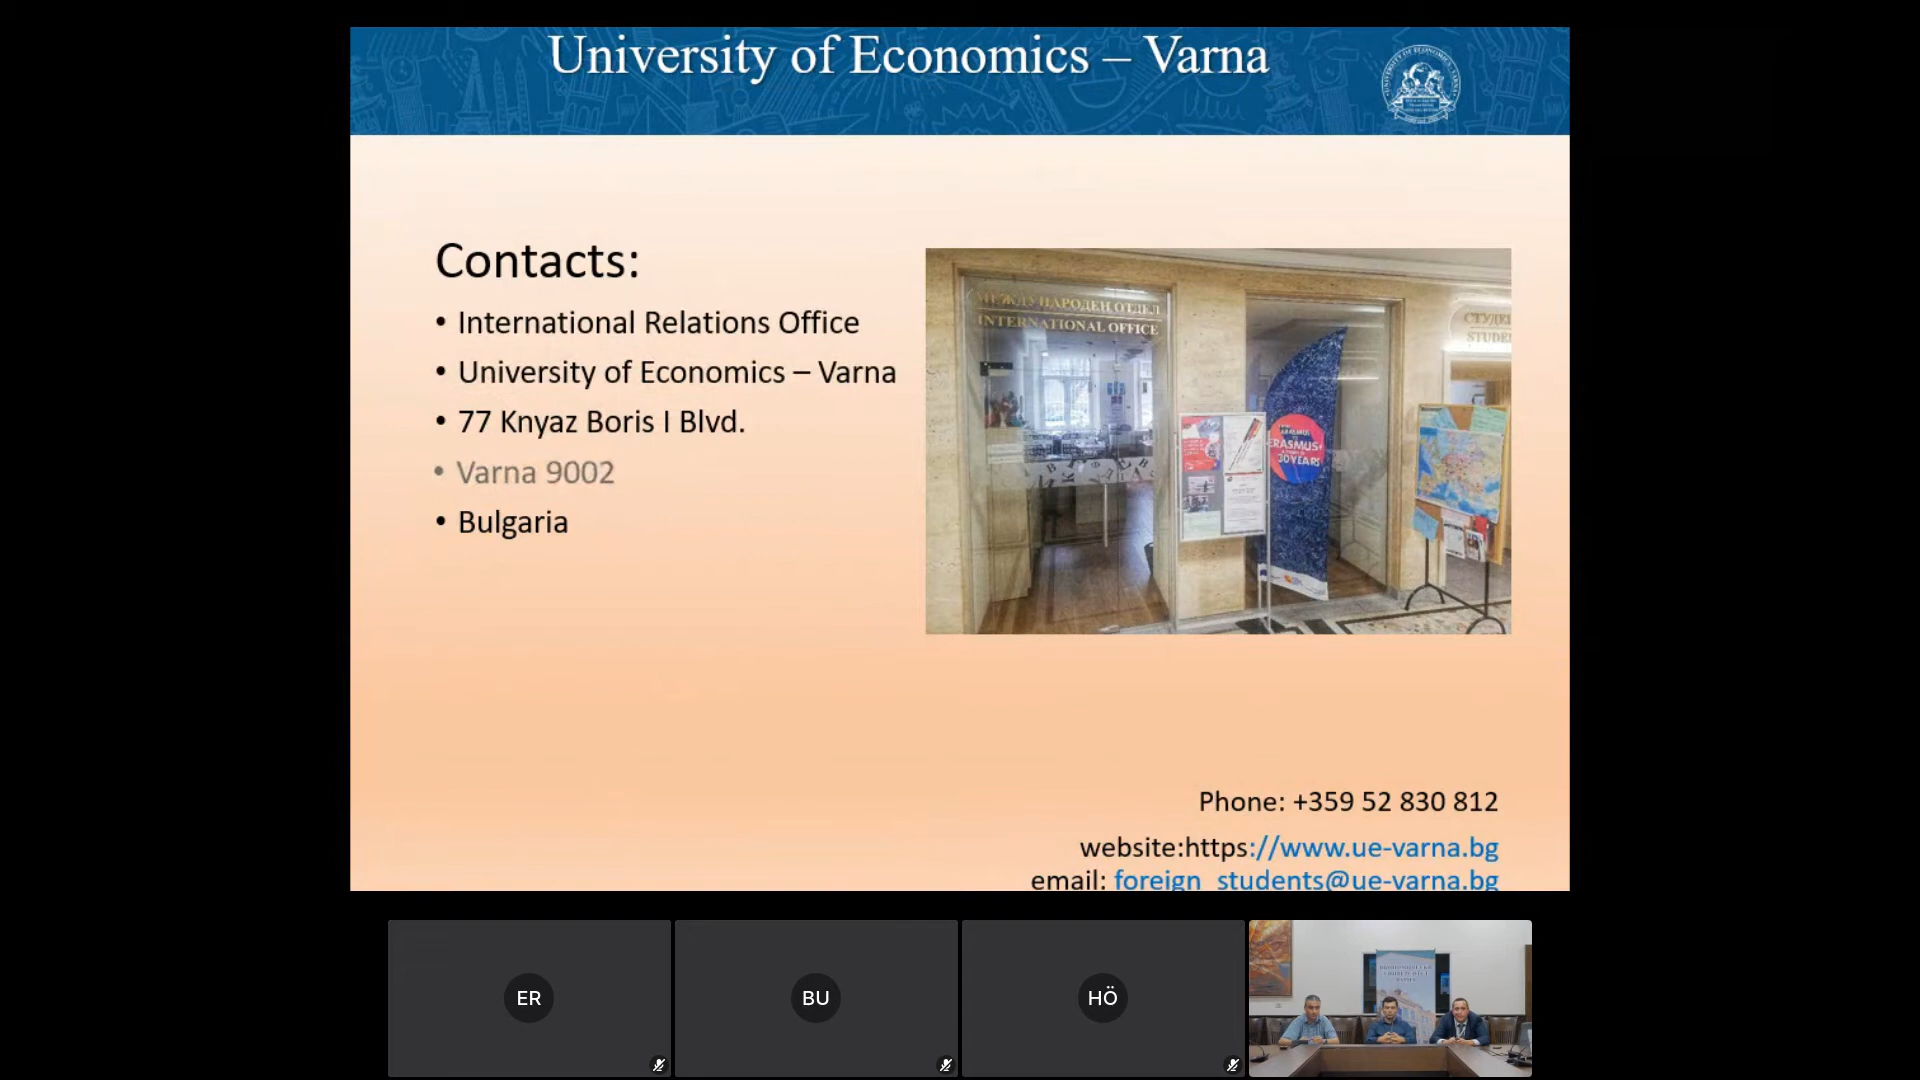 University of Economics – Varna
Contacts:
• International Relations Office
• University of Economics – Varna
• 77 Knyaz Boris I Blvd.
• Varna 9002
• Bulgaria
МЕЖДУНАРОДЕН ОТДЕЛ
INTERNATIONAL OFFICE
ERASMUS+
30 YEARS
Phone: +359 52 830 812
website:https://www.ue-varna.bg
email: foreign_students@ue-varna.bg
ER
BU
HÖ